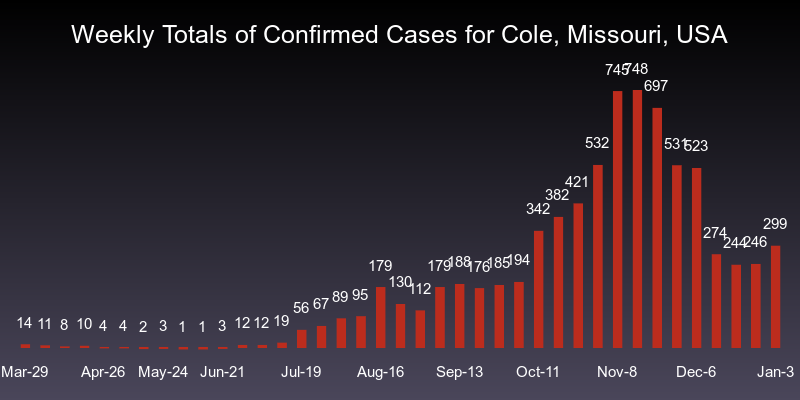 Weekly Totals of Confirmed Cases for Cole, Missouri, USA
14 11 8 10 4 4 2 3 1 1 3 12 12 19 56 67 89 95 179 130 112 179 188 176 185 194 342 382 421 532 745 748 697 531 523 274 244 246 299
Mar-29 Apr-26 May-24 Jun-21 Jul-19 Aug-16 Sep-13 Oct-11 Nov-8 Dec-6 Jan-3